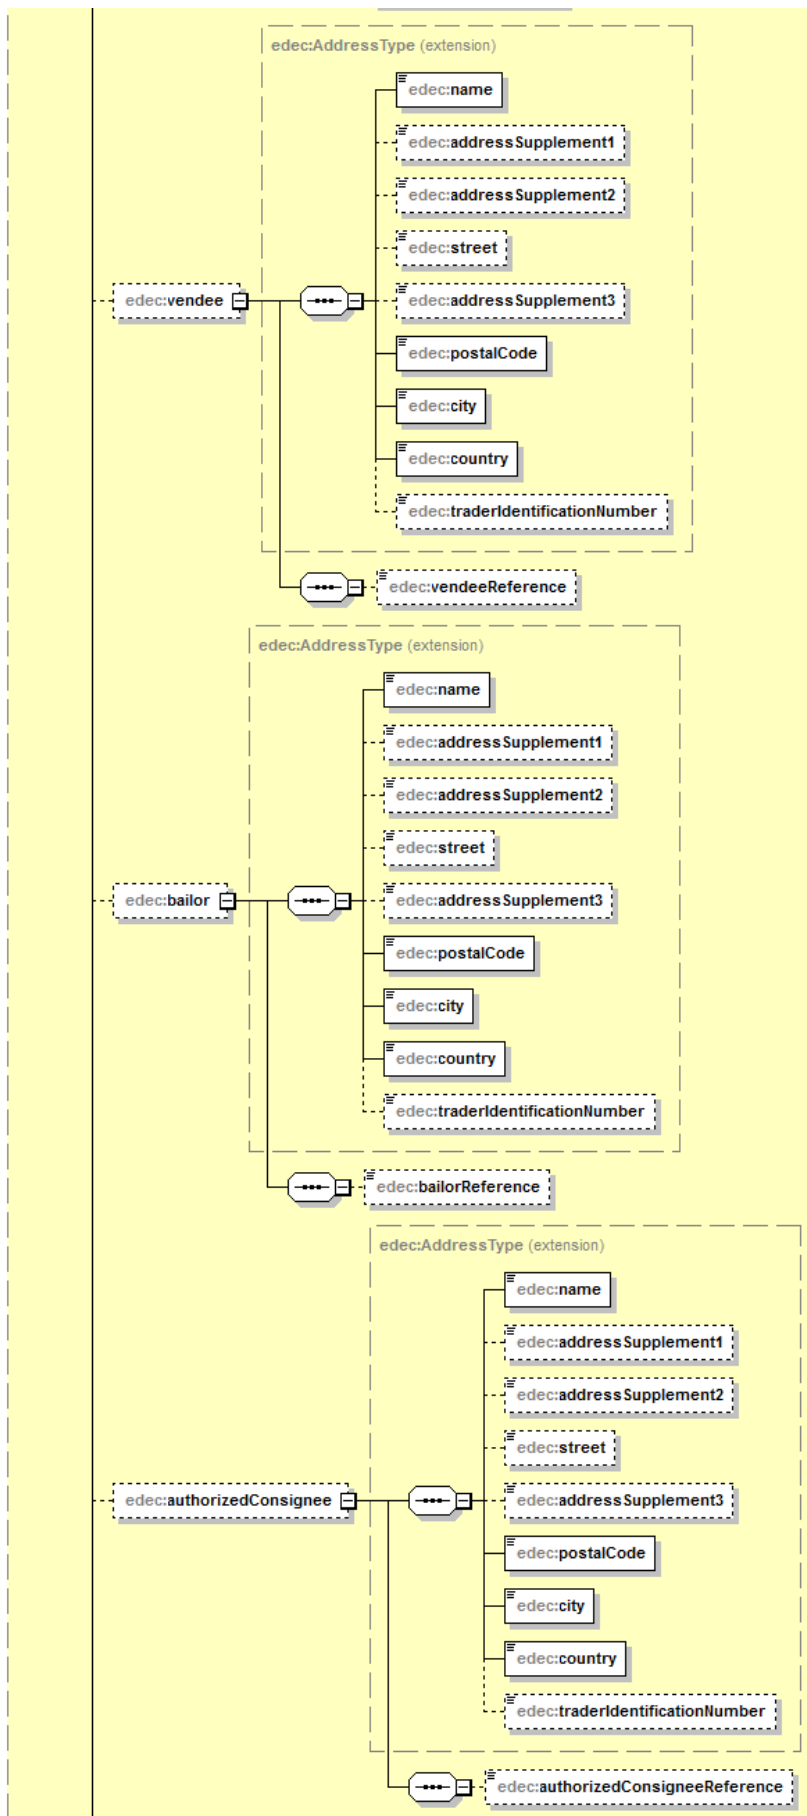 edec:AddressType (extension)
edec:name
edec:addressSupplement1
edec:addressSupplement2
edec:street
edec:vendee
edec:addressSupplement3
edec:postalCode
edec:city
edec:country
edec:traderIdentificationNumber
edec:vendeeReference
edec:AddressType (extension)
edec:name
edec:addressSupplement1
edec:addressSupplement2
edec:street
edec:bailor
edec:addressSupplement3
edec:postalCode
edec:city
edec:country
edec:traderIdentificationNumber
edec:bailorReference
edec:AddressType (extension)
edec:name
edec:addressSupplement1
edec:addressSupplement2
edec:street
edec:authorizedConsignee
edec:addressSupplement3
edec:postalCode
edec:city
edec:country
edec:traderIdentificationNumber
edec:authorizedConsigneeReference